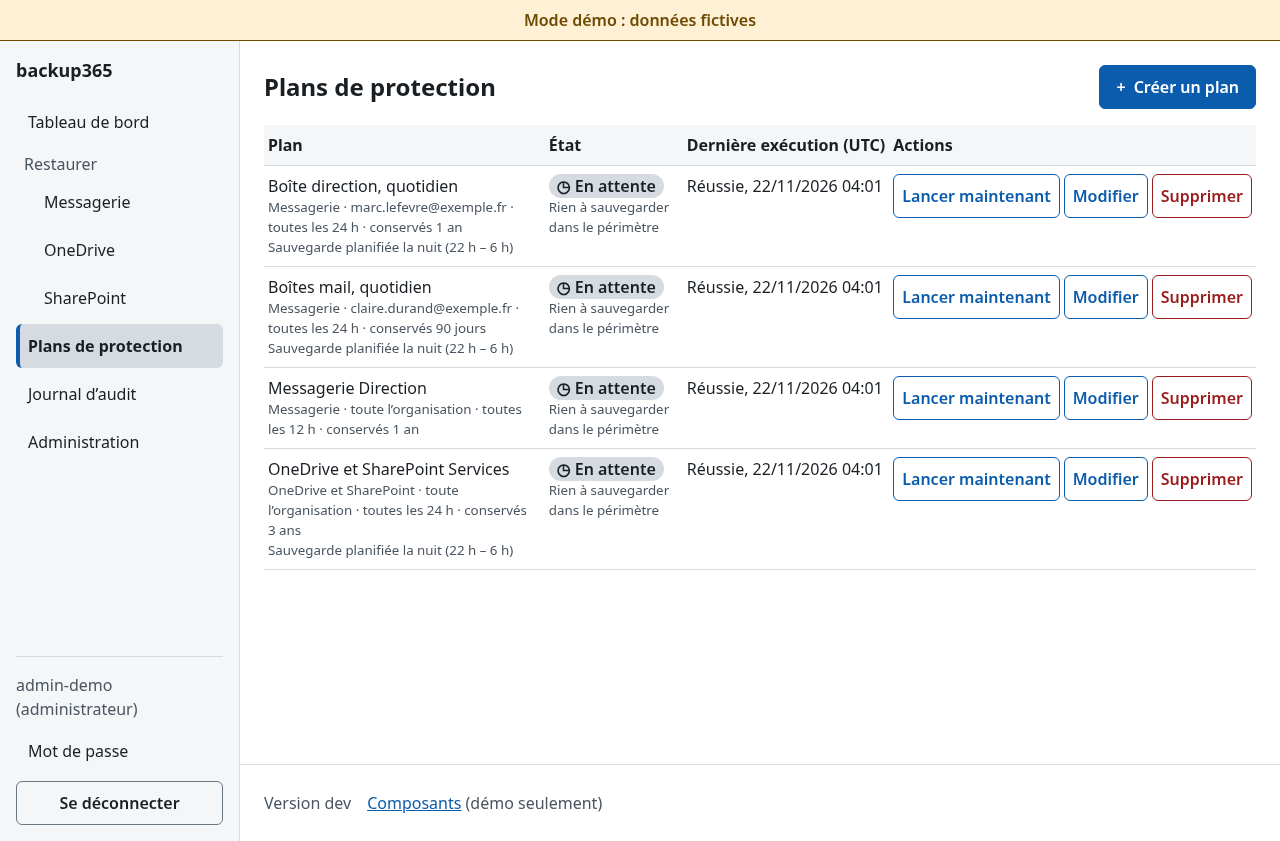 Mode démo : données fictives
backup365
Tableau de bord
Restaurer
Messagerie
OneDrive
SharePoint
Plans de protection
Journal d’audit
Administration
admin-demo
(administrateur)
Mot de passe
Se déconnecter
Plans de protection
+ Créer un plan
Plan État Dernière exécution (UTC) Actions
Boîte direction, quotidien
Messagerie · marc.lefevre@exemple.fr ·
toutes les 24 h · conservés 1 an
Sauvegarde planifiée la nuit (22 h – 6 h)
En attente
Rien à sauvegarder
dans le périmètre
Réussie, 22/11/2026 04:01
Lancer maintenant Modifier Supprimer
Boîtes mail, quotidien
Messagerie · claire.durand@exemple.fr ·
toutes les 24 h · conservés 90 jours
Sauvegarde planifiée la nuit (22 h – 6 h)
En attente
Rien à sauvegarder
dans le périmètre
Réussie, 22/11/2026 04:01
Lancer maintenant Modifier Supprimer
Messagerie Direction
Messagerie · toute l’organisation · toutes
les 12 h · conservés 1 an
En attente
Rien à sauvegarder
dans le périmètre
Réussie, 22/11/2026 04:01
Lancer maintenant Modifier Supprimer
OneDrive et SharePoint Services
OneDrive et SharePoint · toute
l’organisation · toutes les 24 h · conservés
3 ans
Sauvegarde planifiée la nuit (22 h – 6 h)
En attente
Rien à sauvegarder
dans le périmètre
Réussie, 22/11/2026 04:01
Lancer maintenant Modifier Supprimer
Version dev Composants (démo seulement)